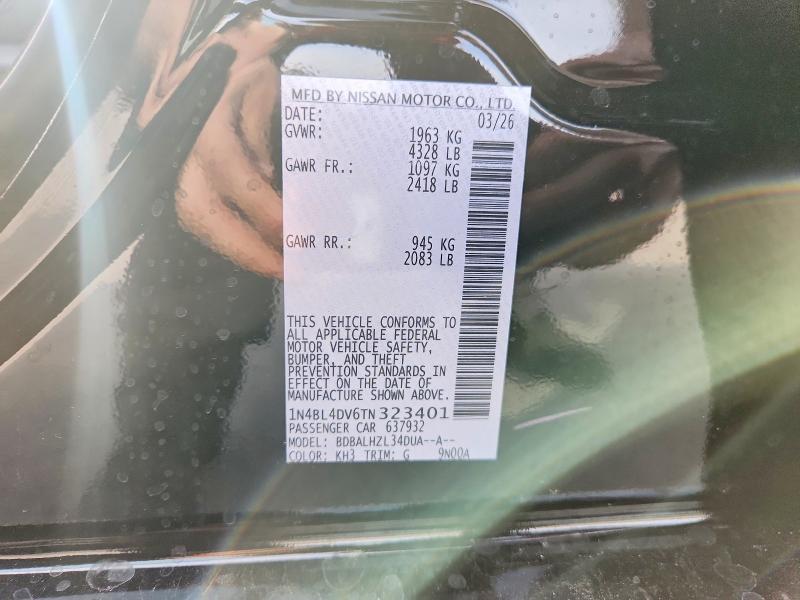 MFD BY NISSAN MOTOR CO., LTD.
DATE: 03/26
GVWR: 1963 KG
4328 LB
GAWR FR.: 1097 KG
2418 LB
GAWR RR.: 945 KG
2083 LB
THIS VEHICLE CONFORMS TO
ALL APPLICABLE FEDERAL
MOTOR VEHICLE SAFETY,
BUMPER, AND THEFT
PREVENTION STANDARDS IN
EFFECT ON THE DATE OF
MANUFACTURE SHOWN ABOVE.
1N4BL4DV6TN323401
PASSENGER CAR 637932
MODEL: BDBALHZL34DUA--A--
COLOR: KH3 TRIM: G 9N00A